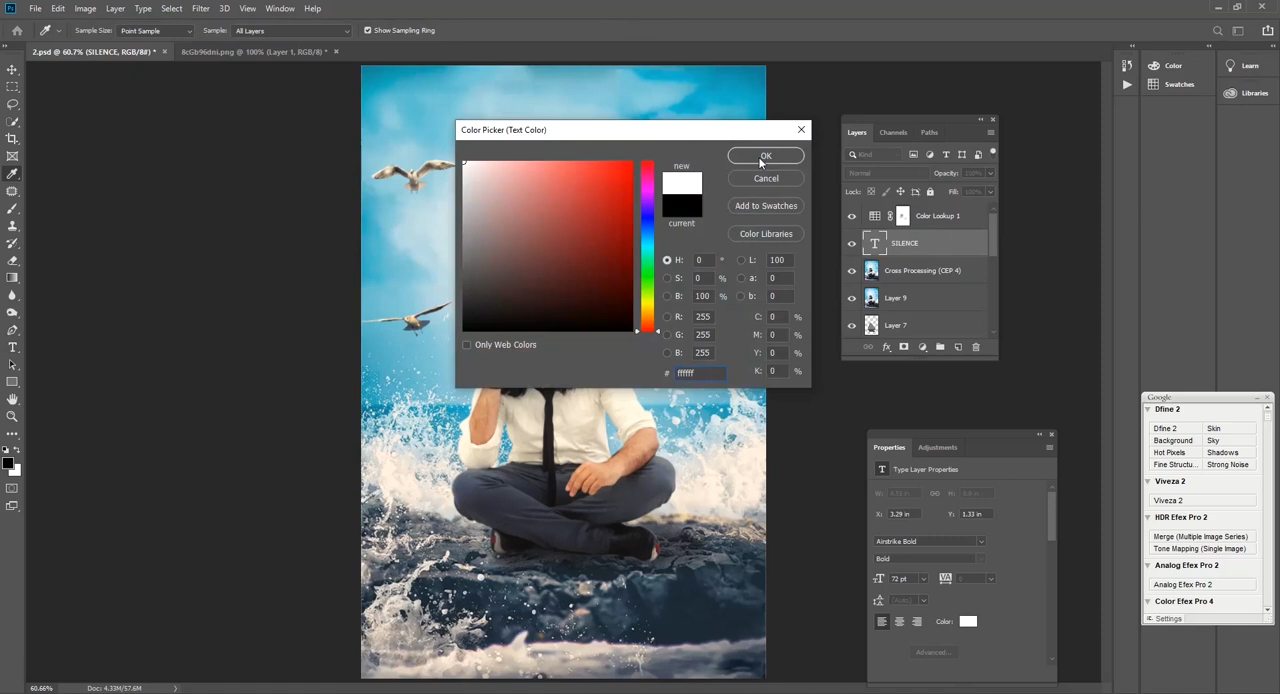 Ps File Edit Image Layer Type Select Filter 3D View Window Help
Sample Size: Point Sample Sample: All Layers Show Sampling Ring
2.psd @ 60.7% (SILENCE, RGB/8#) * × 8cGb96dni.png @ 100% (Layer 1, RGB/8) * ×
Color Picker (Text Color)
new
current
OK
Cancel
Add to Swatches
Color Libraries
H: 0 ° L: 100
S: 0 % a: 0
B: 100 % b: 0
R: 255 C: 0 %
G: 255 M: 0 %
B: 255 Y: 0 %
# ffffff K: 0 %
Only Web Colors
Layers Channels Paths
Kind
Normal Opacity: 100%
Lock: Fill: 100%
Color Lookup 1
T SILENCE
Cross Processing (CEP 4)
Layer 9
Layer 7
fx
Color
Swatches
Learn
Libraries
Properties Adjustments
T Type Layer Properties
X: 3.29 in Y: 1.33 in
Airstrike Bold
Bold
72 pt VA 0
(Auto)
Color:
Advanced...
Google
Dfine 2
Dfine 2 Skin
Background Sky
Hot Pixels Shadows
Fine Structu... Strong Noise
Viveza 2
Viveza 2
HDR Efex Pro 2
Merge (Multiple Image Series)
Tone Mapping (Single Image)
Analog Efex Pro 2
Analog Efex Pro 2
Color Efex Pro 4
Settings
60.66% Doc: 4.33M/57.6M